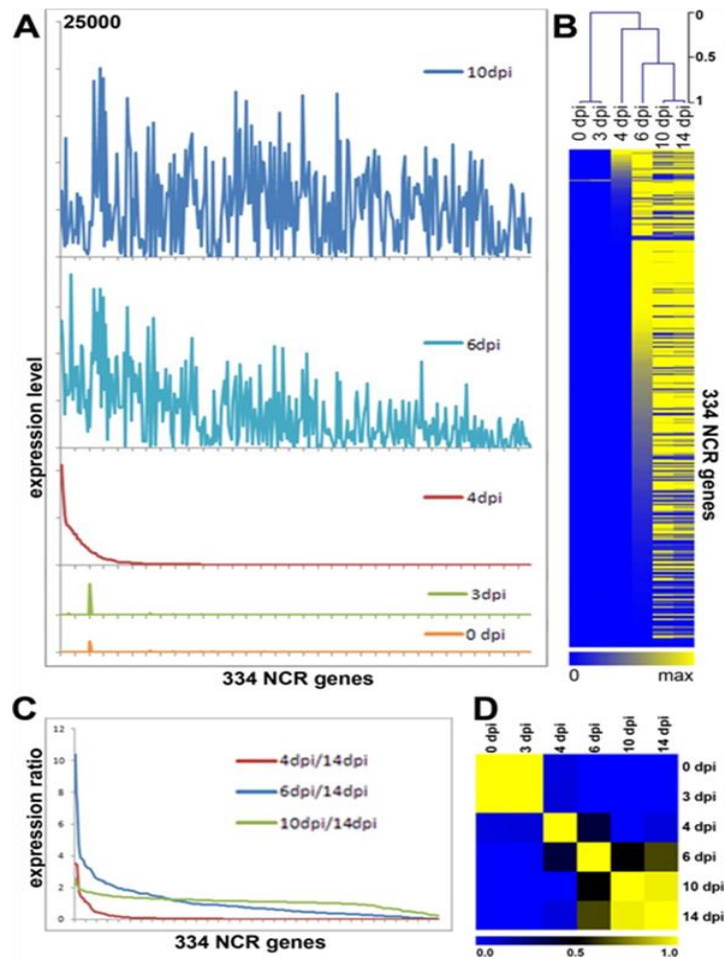 A
25000
10dpi
6dpi
4dpi
3dpi
0 dpi
expression level
334 NCR genes
B
0
0.5
1
0 dpi
3 dpi
4 dpi
6 dpi
10 dpi
14 dpi
334 NCR genes
0 max
C
12
10
8
6
4
2
0
4dpi/14dpi
6dpi/14dpi
10dpi/14dpi
expression ratio
334 NCR genes
D
0 dpi
3 dpi
4 dpi
6 dpi
10 dpi
14 dpi
0 dpi
3 dpi
4 dpi
6 dpi
10 dpi
14 dpi
0.0 0.5 1.0